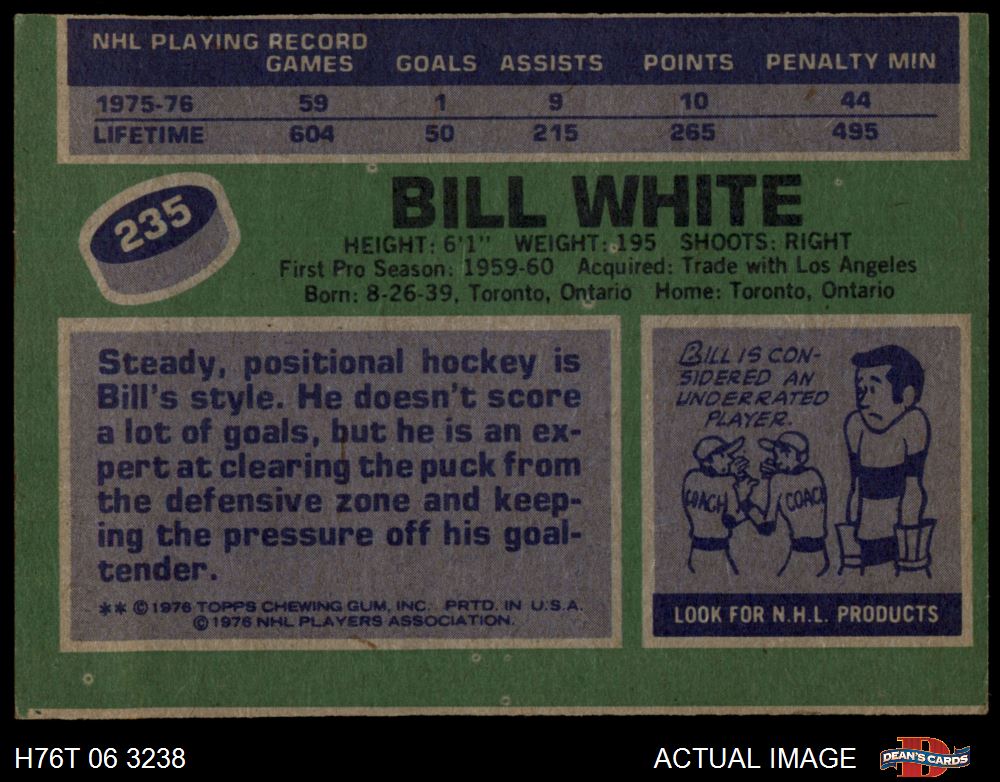 NHL PLAYING RECORD
GAMES GOALS ASSISTS POINTS PENALTY MIN
1975-76 59 1 9 10 44
LIFETIME 604 50 215 265 495
235
BILL WHITE
HEIGHT: 6'1" WEIGHT: 195 SHOOTS: RIGHT
First Pro Season: 1959-60 Acquired: Trade with Los Angeles
Born: 8-26-39, Toronto, Ontario Home: Toronto, Ontario
Steady, positional hockey is
Bill's style. He doesn't score
a lot of goals, but he is an ex-
pert at clearing the puck from
the defensive zone and keep-
ing the pressure off his goal-
tender.
** ©1976 TOPPS CHEWING GUM, INC. PRTD. IN U.S.A.
©1976 NHL PLAYERS ASSOCIATION.
BILL IS CON-
SIDERED AN
UNDERRATED
PLAYER.
COACH COACH
LOOK FOR N.H.L. PRODUCTS
H76T 06 3238 ACTUAL IMAGE DEAN'S CARDS